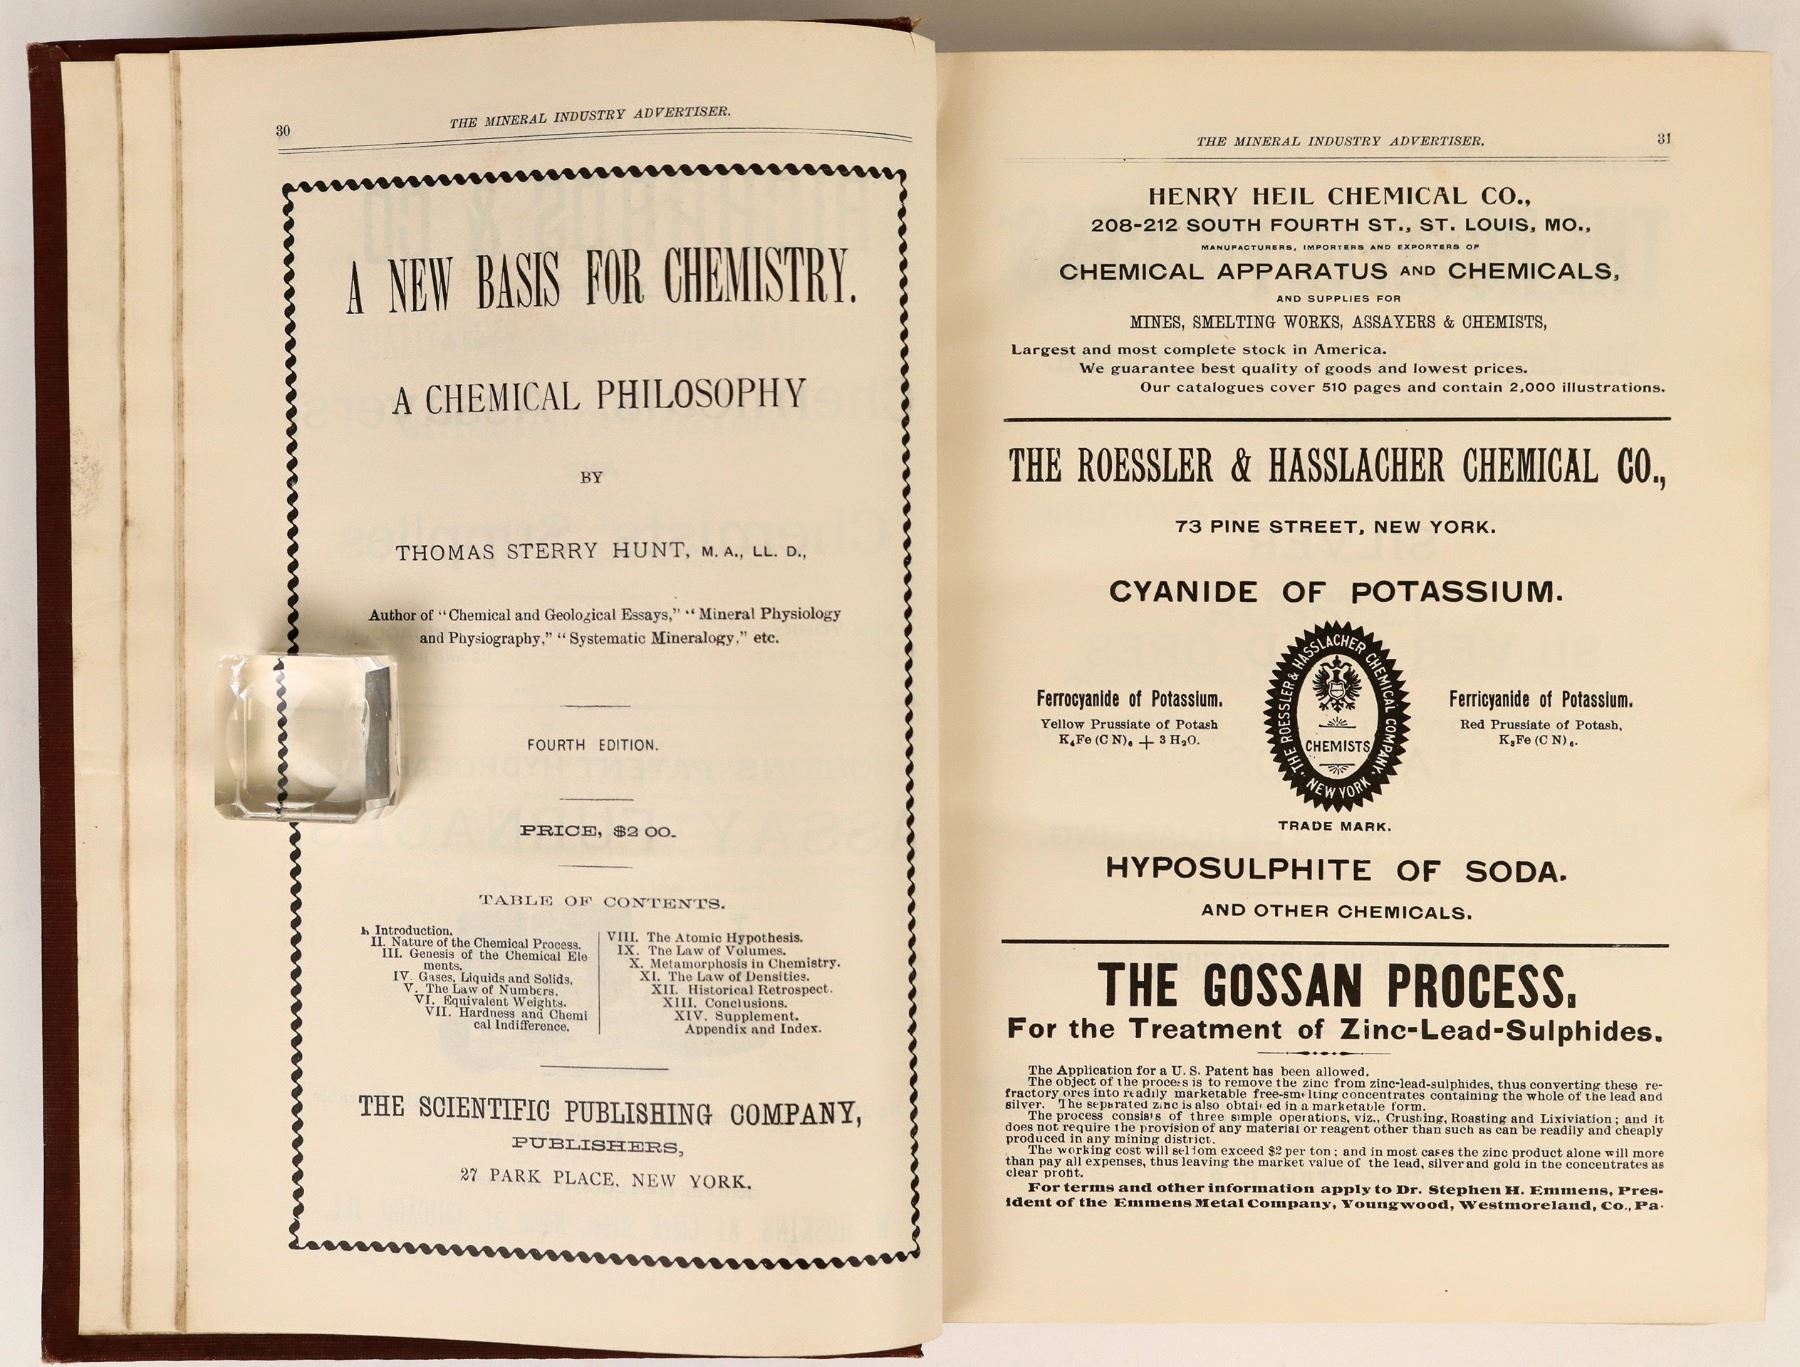 30
THE MINERAL INDUSTRY ADVERTISER.
A NEW BASIS FOR CHEMISTRY.
A CHEMICAL PHILOSOPHY
BY
THOMAS STERRY HUNT, M. A., LL. D.,
Author of "Chemical and Geological Essays," "Mineral Physiology
and Physiography," "Systematic Mineralogy," etc.
FOURTH EDITION.
PRICE, $2 00.
TABLE OF CONTENTS.
Introduction.
II. Nature of the Chemical Process.
III. Genesis of the Chemical Ele
ments.
IV. Gases, Liquids and Solids.
V. The Law of Numbers.
VI. Equivalent Weights.
VII. Hardness and Chemi
cal Indifference.
VIII. The Atomic Hypothesis.
IX. The Law of Volumes.
X. Metamorphosis in Chemistry.
XI. The Law of Densities.
XII. Historical Retrospect.
XIII. Conclusions.
XIV. Supplement.
Appendix and Index.
THE SCIENTIFIC PUBLISHING COMPANY,
PUBLISHERS,
27 PARK PLACE, NEW YORK.
THE MINERAL INDUSTRY ADVERTISER.
31
HENRY HEIL CHEMICAL CO.,
208-212 SOUTH FOURTH ST., ST. LOUIS, MO.,
MANUFACTURERS, IMPORTERS AND EXPORTERS OF
CHEMICAL APPARATUS AND CHEMICALS,
AND SUPPLIES FOR
MINES, SMELTING WORKS, ASSAYERS & CHEMISTS,
Largest and most complete stock in America.
We guarantee best quality of goods and lowest prices.
Our catalogues cover 510 pages and contain 2,000 illustrations.
THE ROESSLER & HASSLACHER CHEMICAL CO.,
73 PINE STREET, NEW YORK.
CYANIDE OF POTASSIUM.
Ferrocyanide of Potassium.
Yellow Prussiate of Potash
K₄Fe (C N)₆ + 3 H₂O.
THE ROESSLER & HASSLACHER CHEMICAL COMPANY.
CHEMISTS
NEW YORK
Ferricyanide of Potassium.
Red Prussiate of Potash,
K₃Fe (C N)₆.
TRADE MARK.
HYPOSULPHITE OF SODA.
AND OTHER CHEMICALS.
THE GOSSAN PROCESS.
For the Treatment of Zinc-Lead-Sulphides.
The Application for a U. S. Patent has been allowed.
The object of the process is to remove the zinc from zinc-lead-sulphides, thus converting these re-
fractory ores into readily marketable free-smelting concentrates containing the whole of the lead and
silver. The separated zinc is also obtained in a marketable form.
The process consists of three simple operations, viz., Crushing, Roasting and Lixiviation; and it
does not require the provision of any material or reagent other than such as can be readily and cheaply
produced in any mining district.
The working cost will seldom exceed $2 per ton; and in most cases the zinc product alone will more
than pay all expenses, thus leaving the market value of the lead, silver and gold in the concentrates as
clear profit.
For terms and other information apply to Dr. Stephen H. Emmens, Pres-
ident of the Emmens Metal Company, Youngwood, Westmoreland, Co., Pa.